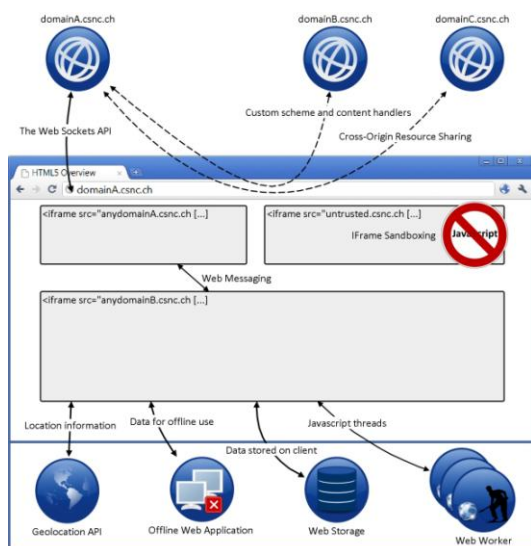 domainA.csnc.ch
domainB.csnc.ch
domainC.csnc.ch
The Web Sockets API
Custom scheme and content handlers
Cross-Origin Resource Sharing
HTML5 Overview
domainA.csnc.ch
<iframe src="anydomainA.csnc.ch [...]
<iframe src="untrusted.csnc.ch [...]
IFrame Sandboxing
Javascript
Web Messaging
<iframe src="anydomainB.csnc.ch [...]
Location information
Data for offline use
Data stored on client
Javascript threads
Geolocation API
Offline Web Application
Web Storage
Web Worker